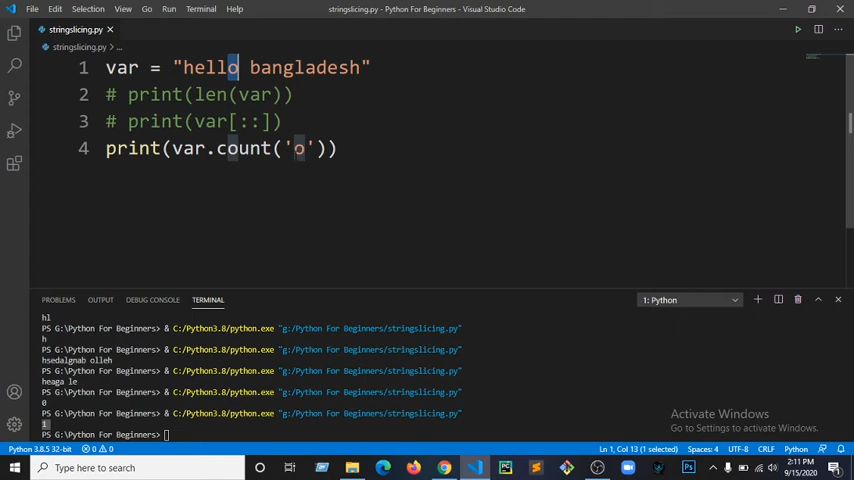 File Edit Selection View Go Run Terminal Help
stringslicing.py - Python For Beginners - Visual Studio Code
stringslicing.py
stringslicing.py > ...
1 var = "hello bangladesh"
2 # print(len(var))
3 # print(var[::])
4 print(var.count('o'))
PROBLEMS OUTPUT DEBUG CONSOLE TERMINAL
1: Python
hl
PS G:\Python For Beginners> & C:/Python3.8/python.exe "g:/Python For Beginners/stringslicing.py"
h
PS G:\Python For Beginners> & C:/Python3.8/python.exe "g:/Python For Beginners/stringslicing.py"
hsedalgnab olleh
PS G:\Python For Beginners> & C:/Python3.8/python.exe "g:/Python For Beginners/stringslicing.py"
heaga le
PS G:\Python For Beginners> & C:/Python3.8/python.exe "g:/Python For Beginners/stringslicing.py"
0
PS G:\Python For Beginners> & C:/Python3.8/python.exe "g:/Python For Beginners/stringslicing.py"
1
PS G:\Python For Beginners>
Activate Windows
Go to Settings to activate Windows.
Python 3.8.5 32-bit 0 0 Ln 1, Col 13 (1 selected) Spaces: 4 UTF-8 CRLF Python
Type here to search
2:11 PM
9/15/2020